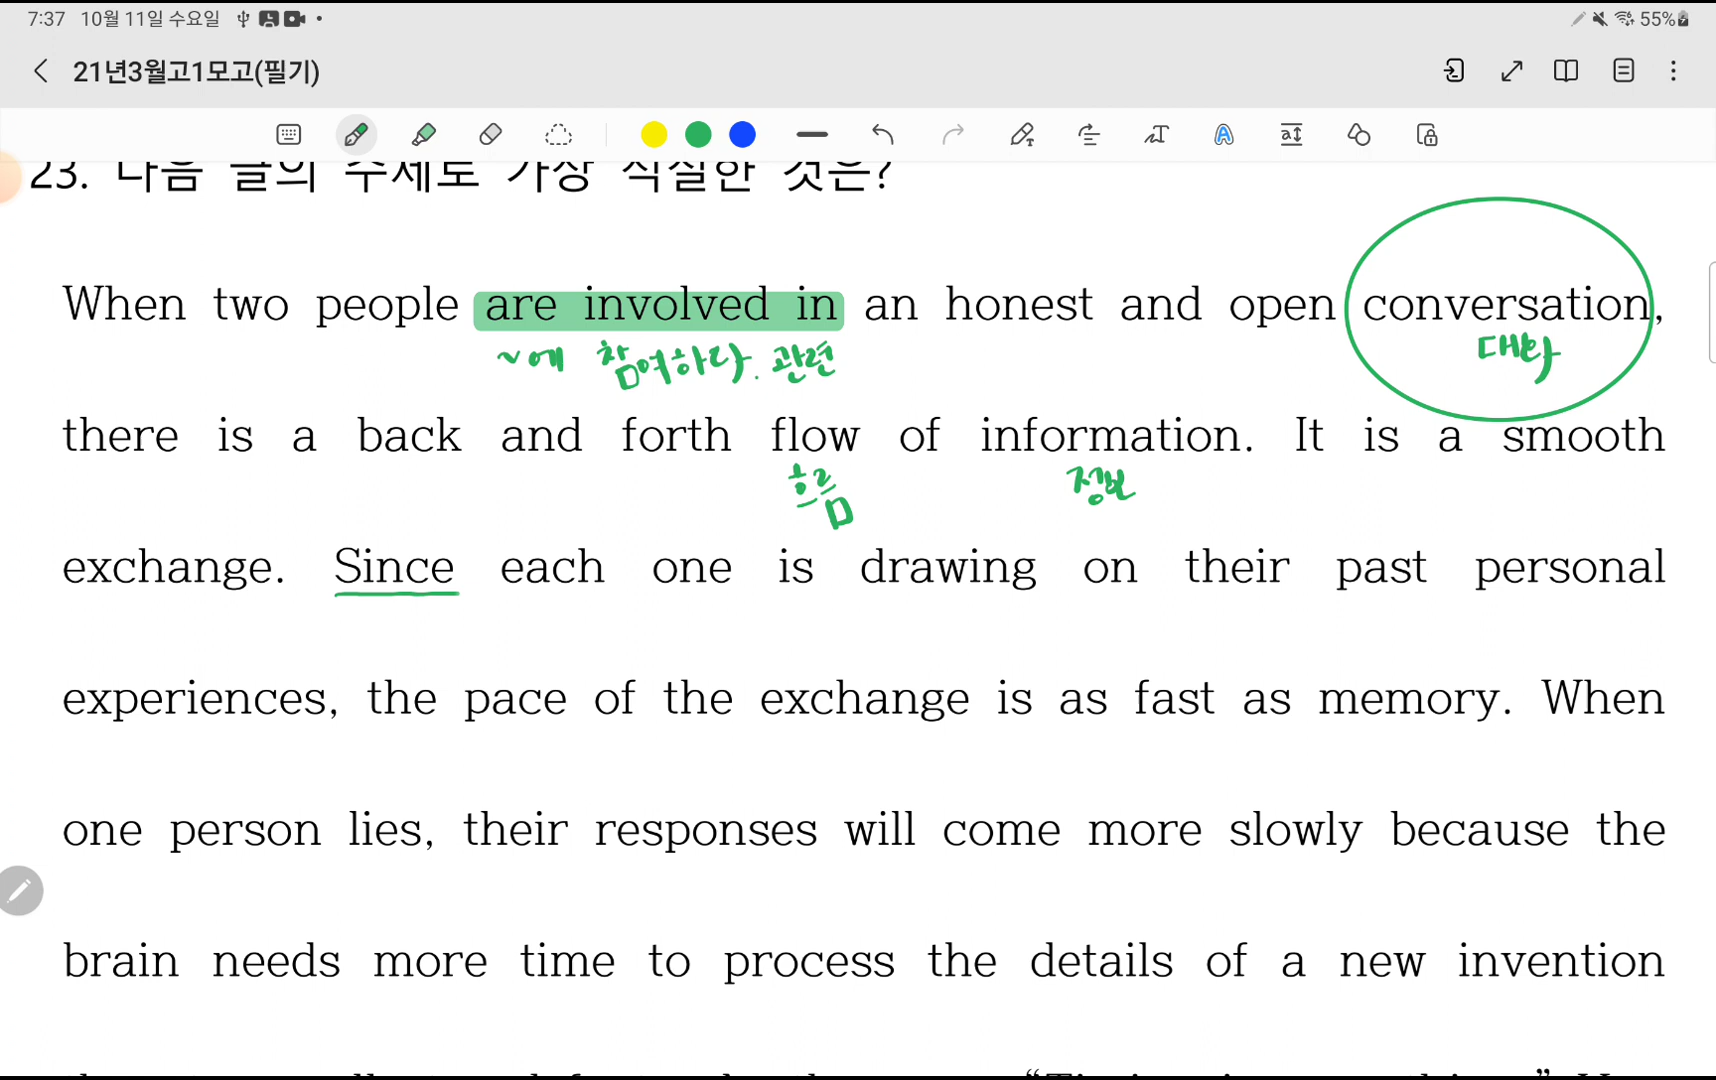 7:37 10월 11일 수요일
55%
21년3월고1모고(필기)
23. 다음 글의 주제로 가장 적절한 것은?
When two people are involved in an honest and open conversation,
~에 참여하다. 관련
대화
there is a back and forth flow of information. It is a smooth
흐름
정보
exchange. Since each one is drawing on their past personal
experiences, the pace of the exchange is as fast as memory. When
one person lies, their responses will come more slowly because the
brain needs more time to process the details of a new invention